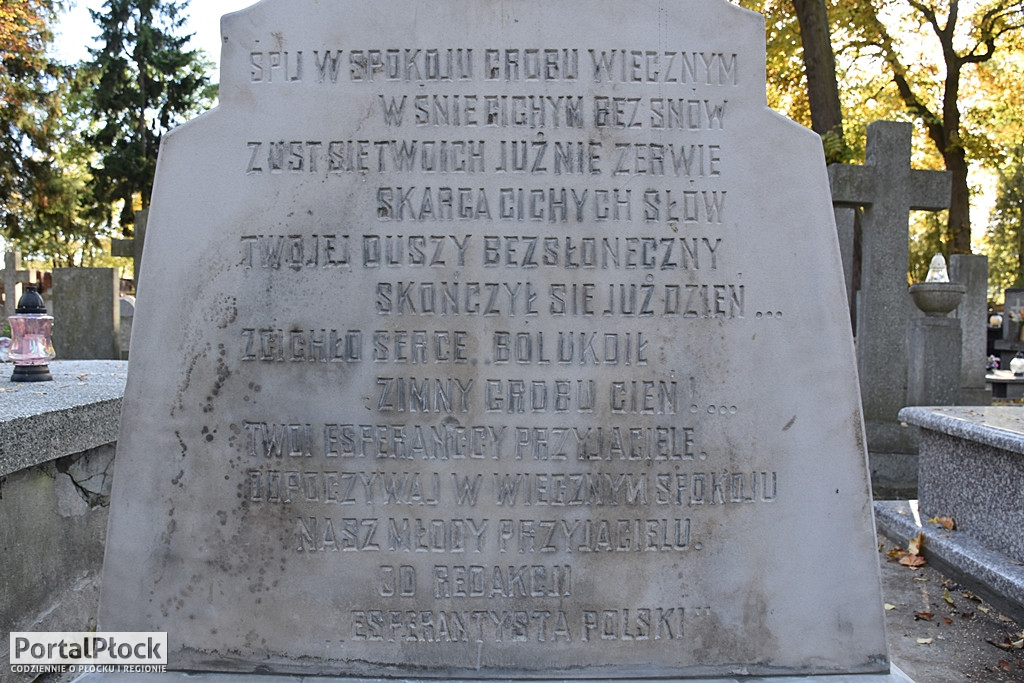 ŚPIJ W SPOKOJU GROBU WIECZNYM
W ŚNIE CICHYM BEZ SNÓW
Z UST SIĘ TWOICH JUŻ NIE ZERWIE
SKARGA CICHYCH SŁÓW
TWOJEJ DUSZY BEZSŁONECZNY
SKOŃCZYŁ SIE JUŻ DZIEŃ ...
ZCICHŁO SERCE BÓL UKOIŁ
ZIMNY GROBU CIEŃ ! ...
TWOI ESPERANCCY PRZYJACIELE.
ODPOCZYWAJ W WIECZNYM SPOKOJU
NASZ MŁODY PRZYJACIELU.
OD REDAKCJI
„ESPERANTYSTA POLSKI"
PortalPłock
CODZIENNIE O PŁOCKU I REGIONIE